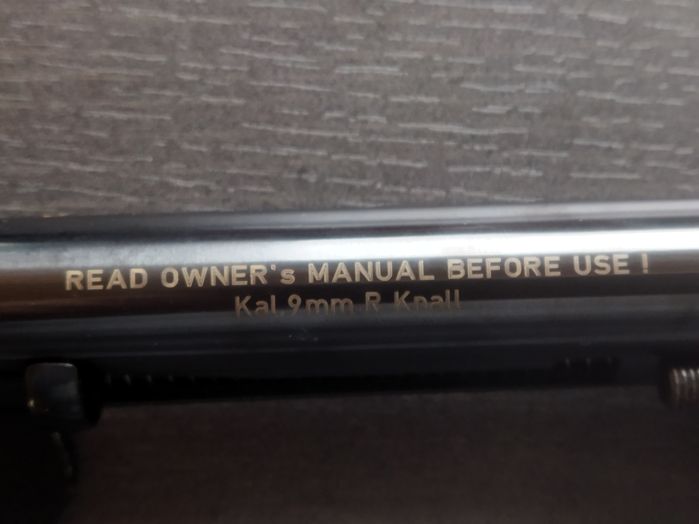 READ OWNER's MANUAL BEFORE USE !
Kal. 9mm R Knall